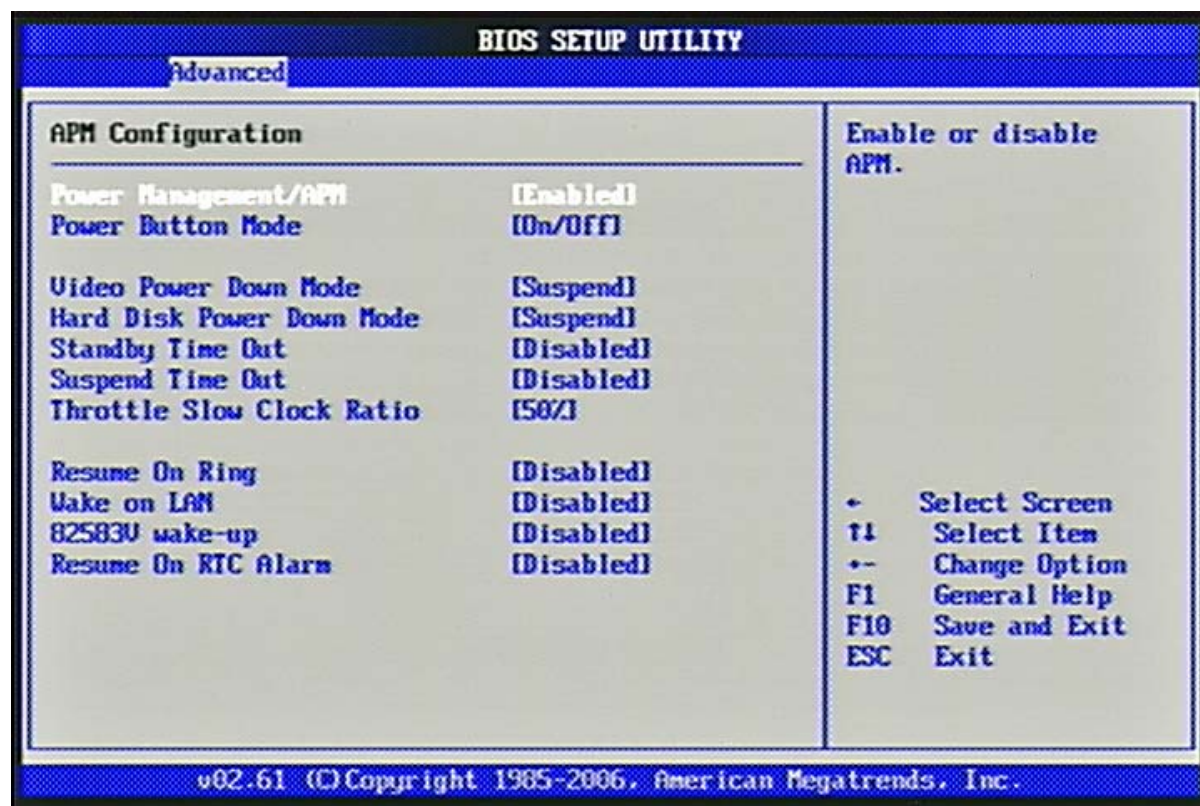 BIOS SETUP UTILITY
Advanced
APM Configuration
Power Management/APM [Enabled]
Power Button Mode [On/Off]
Video Power Down Mode [Suspend]
Hard Disk Power Down Mode [Suspend]
Standby Time Out [Disabled]
Suspend Time Out [Disabled]
Throttle Slow Clock Ratio [50%]
Resume On Ring [Disabled]
Wake on LAN [Disabled]
82583V wake-up [Disabled]
Resume On RTC Alarm [Disabled]
Enable or disable
APM.
← Select Screen
↑↓ Select Item
+- Change Option
F1 General Help
F10 Save and Exit
ESC Exit
v02.61 (C)Copyright 1985-2006, American Megatrends, Inc.